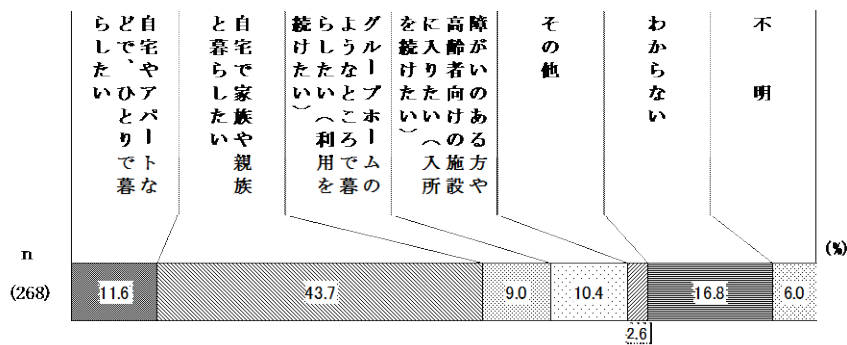 自宅やアパートな
どで、ひとりで暮
らしたい
自宅で家族や親族
と暮らしたい
グループホームの
ようなところで暮
らしたい（利用を
続けたい）
障がいのある方や
高齢者向けの施設
に入りたい（入所
を続けたい）
その他
わからない
不 明
n
(%)
(268)
11.6
43.7
9.0
10.4
2.6
16.8
6.0